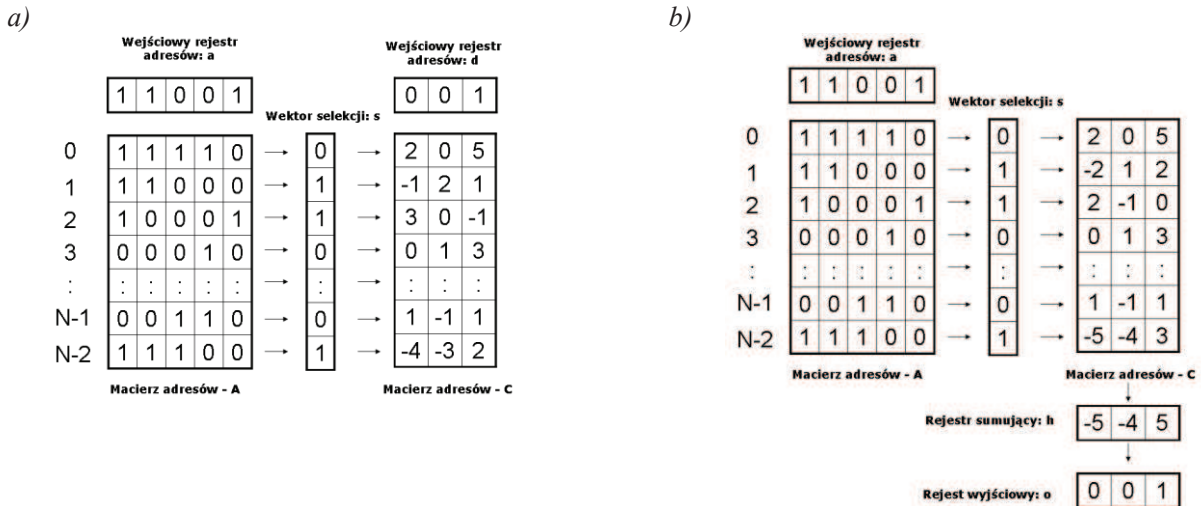 a)
Wejściowy rejestr
adresów: a
Wejściowy rejestr
adresów: d
1 1 0 0 1
0 0 1
Wektor selekcji: s
0 1 1 1 1 0 → 0 → 2 0 5
1 1 1 0 0 0 → 1 → -1 2 1
2 1 0 0 0 1 → 1 → 3 0 -1
3 0 0 0 1 0 → 0 → 0 1 3
: : : : : : → : → : : :
N-1 0 0 1 1 0 → 0 → 1 -1 1
N-2 1 1 1 0 0 → 1 → -4 -3 2
Macierz adresów - A
Macierz adresów - C
b)
Wejściowy rejestr
adresów: a
1 1 0 0 1
Wektor selekcji: s
0 1 1 1 1 0 → 0 → 2 0 5
1 1 1 0 0 0 → 1 → -2 1 2
2 1 0 0 0 1 → 1 → 2 -1 0
3 0 0 0 1 0 → 0 → 0 1 3
: : : : : : → : → : : :
N-1 0 0 1 1 0 → 0 → 1 -1 1
N-2 1 1 1 0 0 → 1 → -5 -4 3
Macierz adresów - A
Macierz adresów - C
Rejestr sumujący: h -5 -4 5
Rejest wyjściowy: o 0 0 1